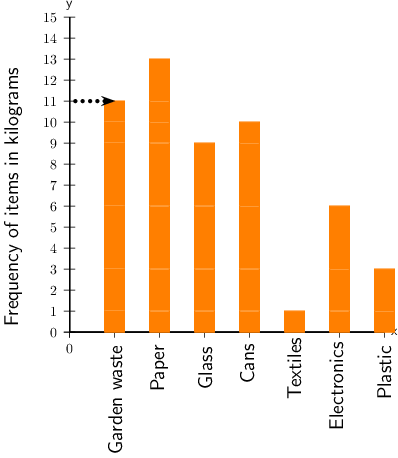 y
15
14
13
12
11
10
9
8
7
6
5
4
3
2
1
0
Frequency of items in kilograms
x
0
Garden waste
Paper
Glass
Cans
Textiles
Electronics
Plastic